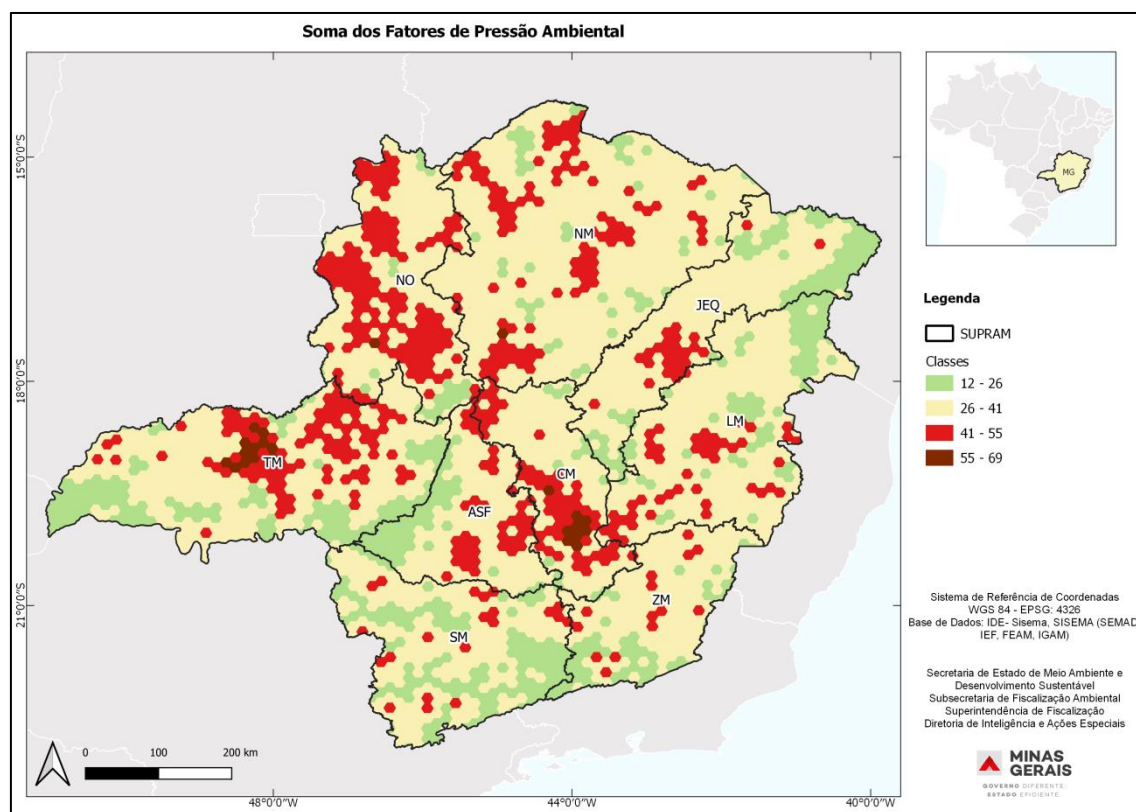 Soma dos Fatores de Pressão Ambiental
15°0'0"S
18°0'0"S
21°0'0"S
48°0'0"W
44°0'0"W
40°0'0"W
NO
NM
JEQ
TM
LM
CM
ASF
ZM
SM
0 100 200 km
MG
Legenda
SUPRAM
Classes
12 - 26
26 - 41
41 - 55
55 - 69
Sistema de Referência de Coordenadas
WGS 84 - EPSG: 4326
Base de Dados: IDE- Sisema, SISEMA (SEMAD,
IEF, FEAM, IGAM)
Secretaria de Estado de Meio Ambiente e
Desenvolvimento Sustentável
Subsecretaria de Fiscalização Ambiental
Superintendência de Fiscalização
Diretoria de Inteligência e Ações Especiais
MINAS
GERAIS
GOVERNO DIFERENTE.
ESTADO EFICIENTE.